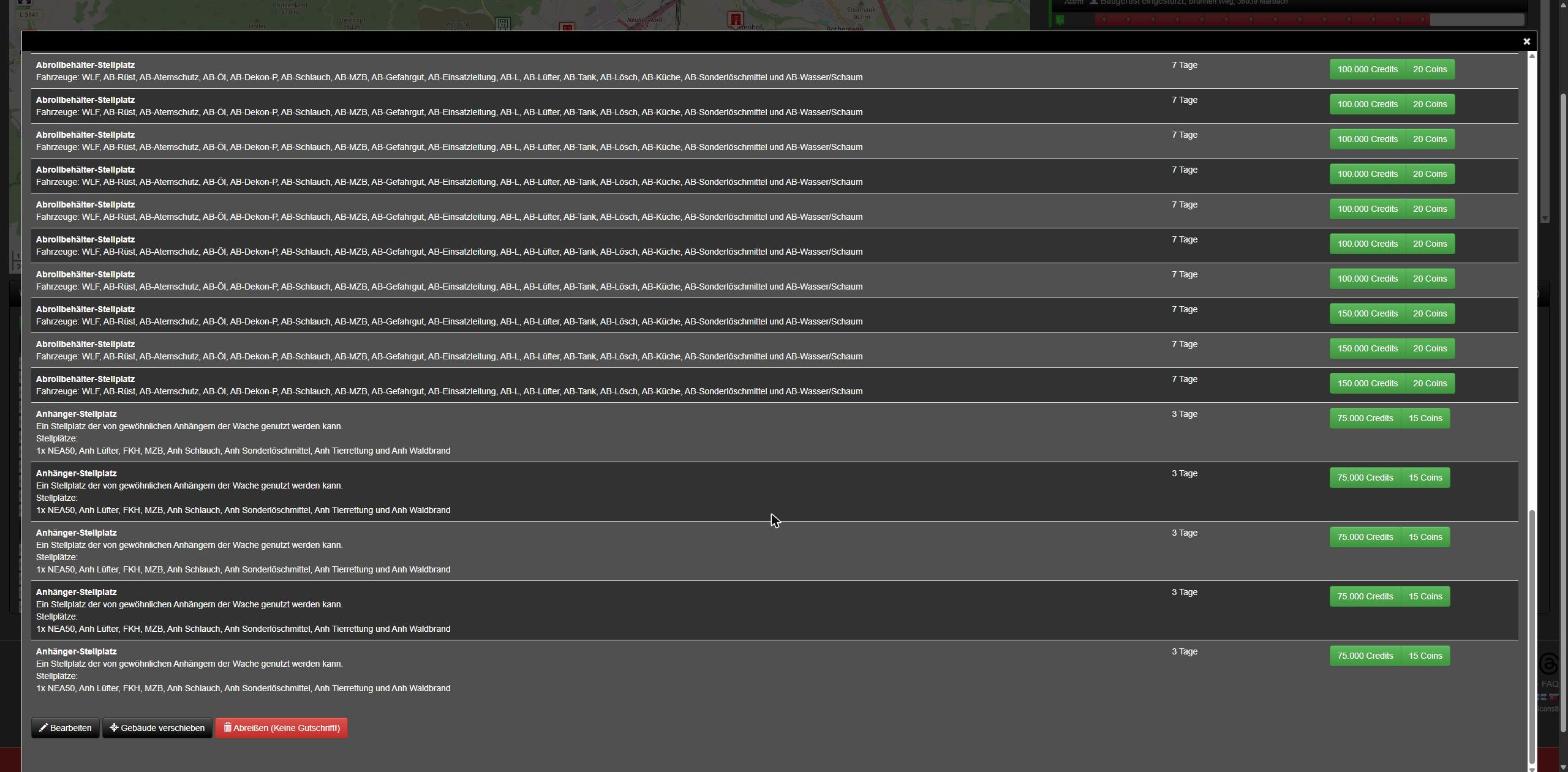 Atem Baugerüst eingestürzt, Brunnen Weg, 36039 Marbach
×
Abrollbehälter-Stellplatz 7 Tage 100.000 Credits 20 Coins
Fahrzeuge: WLF, AB-Rüst, AB-Atemschutz, AB-Öl, AB-Dekon-P, AB-Schlauch, AB-MZB, AB-Gefahrgut, AB-Einsatzleitung, AB-L, AB-Lüfter, AB-Tank, AB-Lösch, AB-Küche, AB-Sonderlöschmittel und AB-Wasser/Schaum
Abrollbehälter-Stellplatz 7 Tage 100.000 Credits 20 Coins
Fahrzeuge: WLF, AB-Rüst, AB-Atemschutz, AB-Öl, AB-Dekon-P, AB-Schlauch, AB-MZB, AB-Gefahrgut, AB-Einsatzleitung, AB-L, AB-Lüfter, AB-Tank, AB-Lösch, AB-Küche, AB-Sonderlöschmittel und AB-Wasser/Schaum
Abrollbehälter-Stellplatz 7 Tage 100.000 Credits 20 Coins
Fahrzeuge: WLF, AB-Rüst, AB-Atemschutz, AB-Öl, AB-Dekon-P, AB-Schlauch, AB-MZB, AB-Gefahrgut, AB-Einsatzleitung, AB-L, AB-Lüfter, AB-Tank, AB-Lösch, AB-Küche, AB-Sonderlöschmittel und AB-Wasser/Schaum
Abrollbehälter-Stellplatz 7 Tage 100.000 Credits 20 Coins
Fahrzeuge: WLF, AB-Rüst, AB-Atemschutz, AB-Öl, AB-Dekon-P, AB-Schlauch, AB-MZB, AB-Gefahrgut, AB-Einsatzleitung, AB-L, AB-Lüfter, AB-Tank, AB-Lösch, AB-Küche, AB-Sonderlöschmittel und AB-Wasser/Schaum
Abrollbehälter-Stellplatz 7 Tage 100.000 Credits 20 Coins
Fahrzeuge: WLF, AB-Rüst, AB-Atemschutz, AB-Öl, AB-Dekon-P, AB-Schlauch, AB-MZB, AB-Gefahrgut, AB-Einsatzleitung, AB-L, AB-Lüfter, AB-Tank, AB-Lösch, AB-Küche, AB-Sonderlöschmittel und AB-Wasser/Schaum
Abrollbehälter-Stellplatz 7 Tage 100.000 Credits 20 Coins
Fahrzeuge: WLF, AB-Rüst, AB-Atemschutz, AB-Öl, AB-Dekon-P, AB-Schlauch, AB-MZB, AB-Gefahrgut, AB-Einsatzleitung, AB-L, AB-Lüfter, AB-Tank, AB-Lösch, AB-Küche, AB-Sonderlöschmittel und AB-Wasser/Schaum
Abrollbehälter-Stellplatz 7 Tage 100.000 Credits 20 Coins
Fahrzeuge: WLF, AB-Rüst, AB-Atemschutz, AB-Öl, AB-Dekon-P, AB-Schlauch, AB-MZB, AB-Gefahrgut, AB-Einsatzleitung, AB-L, AB-Lüfter, AB-Tank, AB-Lösch, AB-Küche, AB-Sonderlöschmittel und AB-Wasser/Schaum
Abrollbehälter-Stellplatz 7 Tage 150.000 Credits 20 Coins
Fahrzeuge: WLF, AB-Rüst, AB-Atemschutz, AB-Öl, AB-Dekon-P, AB-Schlauch, AB-MZB, AB-Gefahrgut, AB-Einsatzleitung, AB-L, AB-Lüfter, AB-Tank, AB-Lösch, AB-Küche, AB-Sonderlöschmittel und AB-Wasser/Schaum
Abrollbehälter-Stellplatz 7 Tage 150.000 Credits 20 Coins
Fahrzeuge: WLF, AB-Rüst, AB-Atemschutz, AB-Öl, AB-Dekon-P, AB-Schlauch, AB-MZB, AB-Gefahrgut, AB-Einsatzleitung, AB-L, AB-Lüfter, AB-Tank, AB-Lösch, AB-Küche, AB-Sonderlöschmittel und AB-Wasser/Schaum
Abrollbehälter-Stellplatz 7 Tage 150.000 Credits 20 Coins
Fahrzeuge: WLF, AB-Rüst, AB-Atemschutz, AB-Öl, AB-Dekon-P, AB-Schlauch, AB-MZB, AB-Gefahrgut, AB-Einsatzleitung, AB-L, AB-Lüfter, AB-Tank, AB-Lösch, AB-Küche, AB-Sonderlöschmittel und AB-Wasser/Schaum
Anhänger-Stellplatz 3 Tage 75.000 Credits 15 Coins
Ein Stellplatz der von gewöhnlichen Anhängern der Wache genutzt werden kann.
Stellplätze:
1x NEA50, Anh Lüfter, FKH, MZB, Anh Schlauch, Anh Sonderlöschmittel, Anh Tierrettung und Anh Waldbrand
Anhänger-Stellplatz 3 Tage 75.000 Credits 15 Coins
Ein Stellplatz der von gewöhnlichen Anhängern der Wache genutzt werden kann.
Stellplätze:
1x NEA50, Anh Lüfter, FKH, MZB, Anh Schlauch, Anh Sonderlöschmittel, Anh Tierrettung und Anh Waldbrand
Anhänger-Stellplatz 3 Tage 75.000 Credits 15 Coins
Ein Stellplatz der von gewöhnlichen Anhängern der Wache genutzt werden kann.
Stellplätze:
1x NEA50, Anh Lüfter, FKH, MZB, Anh Schlauch, Anh Sonderlöschmittel, Anh Tierrettung und Anh Waldbrand
Anhänger-Stellplatz 3 Tage 75.000 Credits 15 Coins
Ein Stellplatz der von gewöhnlichen Anhängern der Wache genutzt werden kann.
Stellplätze:
1x NEA50, Anh Lüfter, FKH, MZB, Anh Schlauch, Anh Sonderlöschmittel, Anh Tierrettung und Anh Waldbrand
Anhänger-Stellplatz 3 Tage 75.000 Credits 15 Coins
Ein Stellplatz der von gewöhnlichen Anhängern der Wache genutzt werden kann.
Stellplätze:
1x NEA50, Anh Lüfter, FKH, MZB, Anh Schlauch, Anh Sonderlöschmittel, Anh Tierrettung und Anh Waldbrand
FAQ
Bearbeiten Gebäude verschieben Abreißen (Keine Gutschrift!)